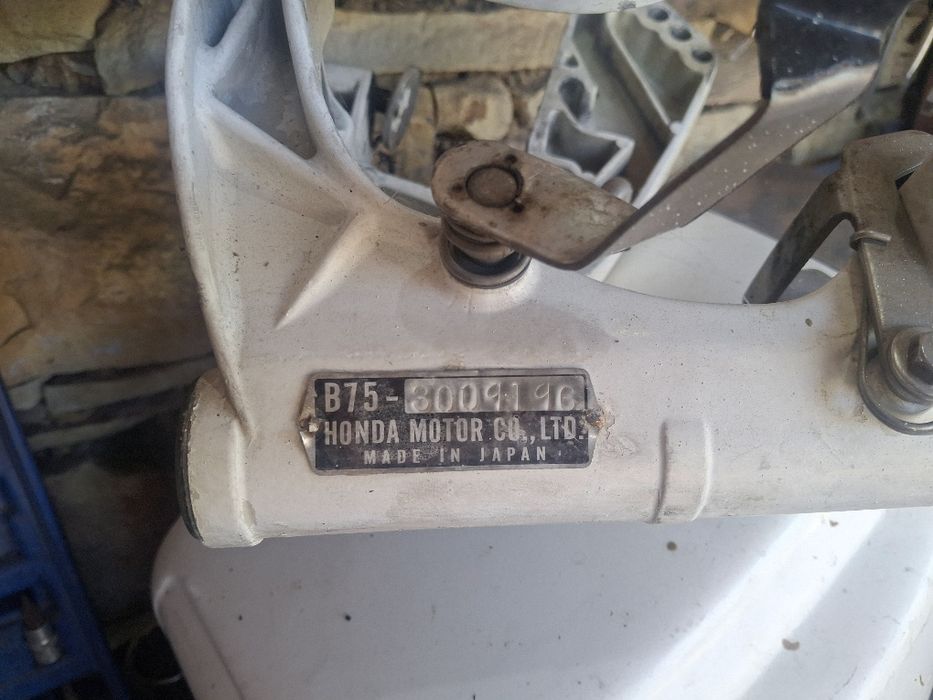 B75-3009196
HONDA MOTOR CO., LTD.
MADE IN JAPAN